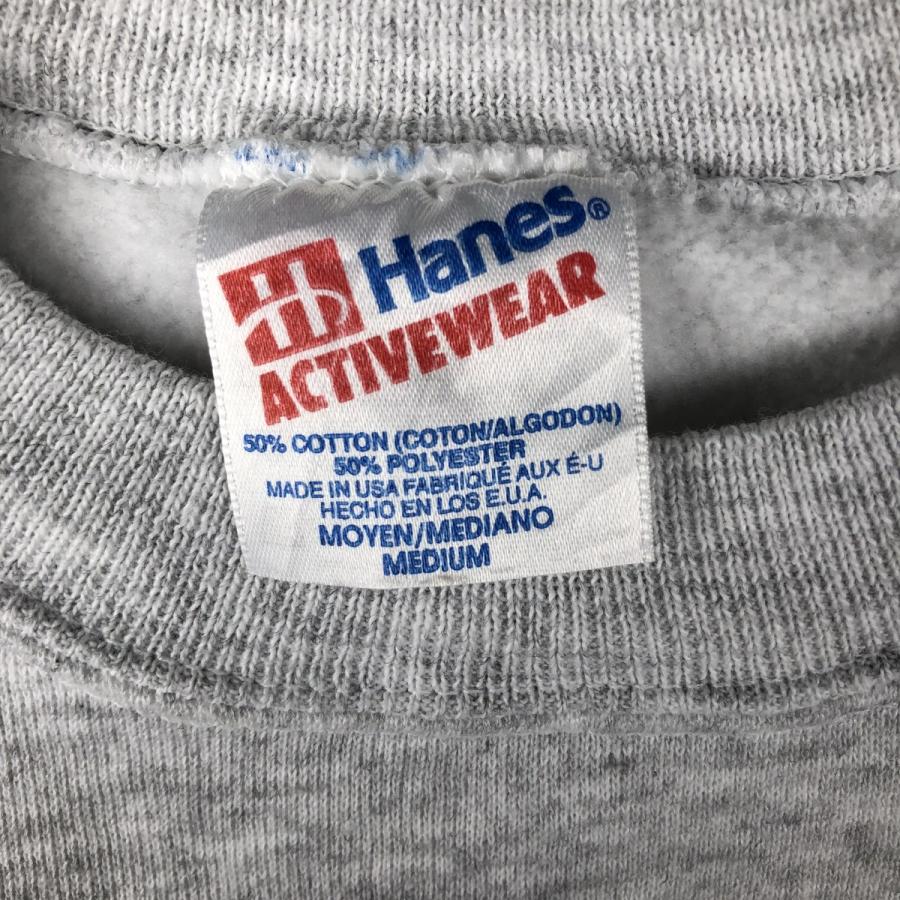 Hanes®
ACTIVEWEAR
50% COTTON (COTON/ALGODON)
50% POLYESTER
MADE IN USA FABRIQUÉ AUX É-U
HECHO EN LOS E.U.A.
MOYEN/MEDIANO
MEDIUM